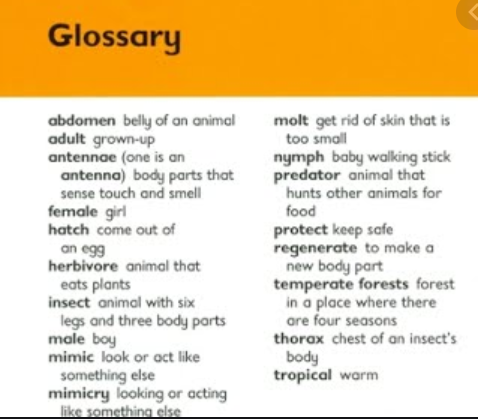 Glossary
abdomen belly of an animal
adult grown-up
antennae (one is an
antenna) body parts that
sense touch and smell
female girl
hatch come out of
an egg
herbivore animal that
eats plants
insect animal with six
legs and three body parts
male boy
mimic look or act like
something else
mimicry looking or acting
like something else
molt get rid of skin that is
too small
nymph baby walking stick
predator animal that
hunts other animals for
food
protect keep safe
regenerate to make a
new body part
temperate forests forest
in a place where there
are four seasons
thorax chest of an insect's
body
tropical warm